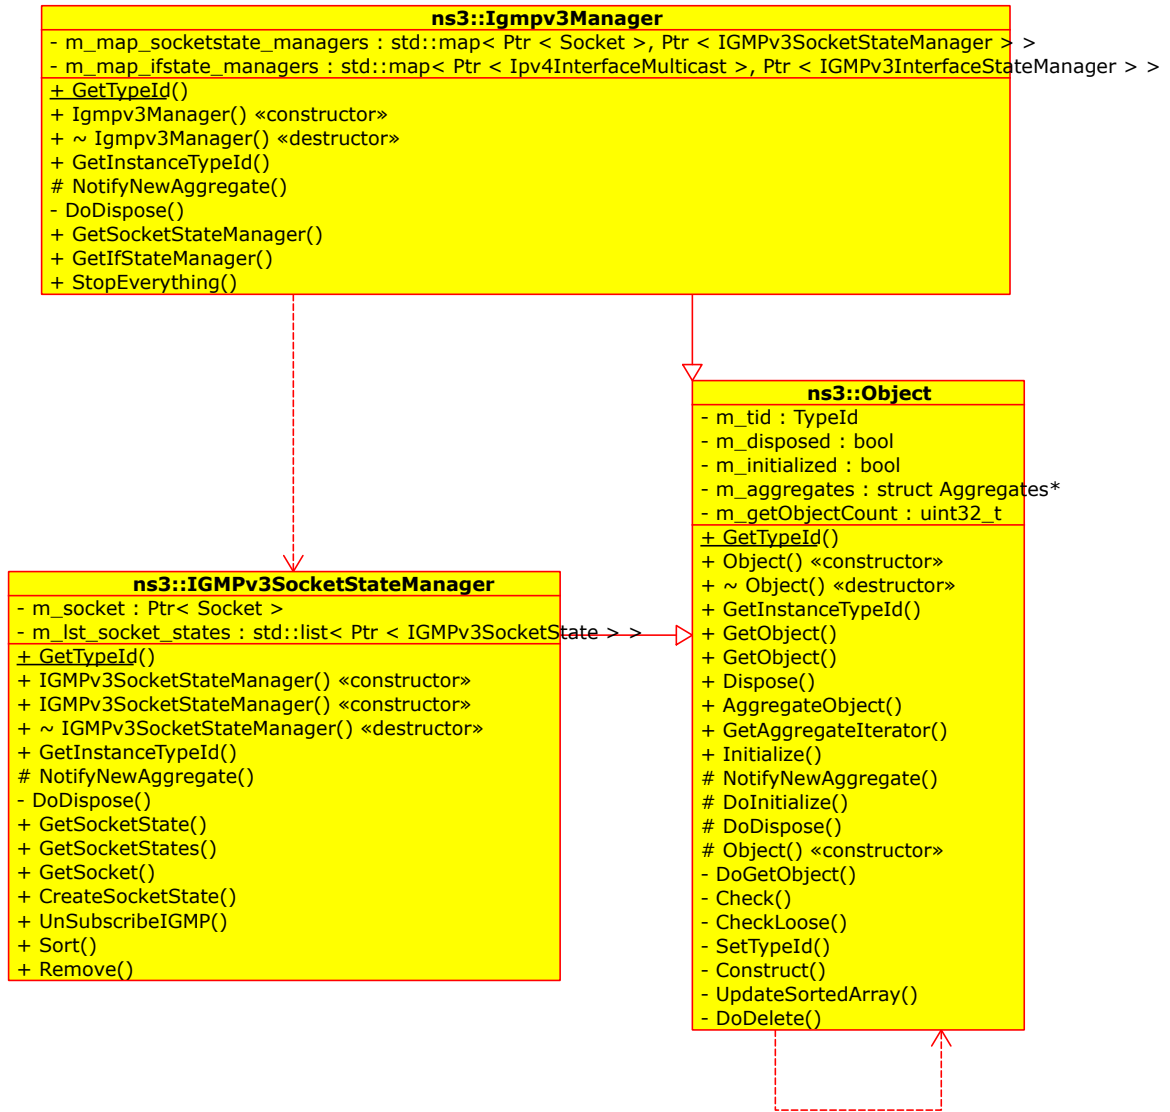 ns3::Igmpv3Manager
- m_map_socketstate_managers : std::map< Ptr < Socket >, Ptr < IGMPv3SocketStateManager > >
- m_map_ifstate_managers : std::map< Ptr < Ipv4InterfaceMulticast >, Ptr < IGMPv3InterfaceStateManager > >
+ GetTypeId()
+ Igmpv3Manager() «constructor»
+ ~ Igmpv3Manager() «destructor»
+ GetInstanceTypeId()
# NotifyNewAggregate()
- DoDispose()
+ GetSocketStateManager()
+ GetIfStateManager()
+ StopEverything()
ns3::Object
- m_tid : TypeId
- m_disposed : bool
- m_initialized : bool
- m_aggregates : struct Aggregates*
- m_getObjectCount : uint32_t
+ GetTypeId()
+ Object() «constructor»
+ ~ Object() «destructor»
+ GetInstanceTypeId()
+ GetObject()
+ GetObject()
+ Dispose()
+ AggregateObject()
+ GetAggregateIterator()
+ Initialize()
# NotifyNewAggregate()
# DoInitialize()
# DoDispose()
# Object() «constructor»
- DoGetObject()
- Check()
- CheckLoose()
- SetTypeId()
- Construct()
- UpdateSortedArray()
- DoDelete()
ns3::IGMPv3SocketStateManager
- m_socket : Ptr< Socket >
- m_lst_socket_states : std::list< Ptr < IGMPv3SocketState > >
+ GetTypeId()
+ IGMPv3SocketStateManager() «constructor»
+ IGMPv3SocketStateManager() «constructor»
+ ~ IGMPv3SocketStateManager() «destructor»
+ GetInstanceTypeId()
# NotifyNewAggregate()
- DoDispose()
+ GetSocketState()
+ GetSocketStates()
+ GetSocket()
+ CreateSocketState()
+ UnSubscribeIGMP()
+ Sort()
+ Remove()